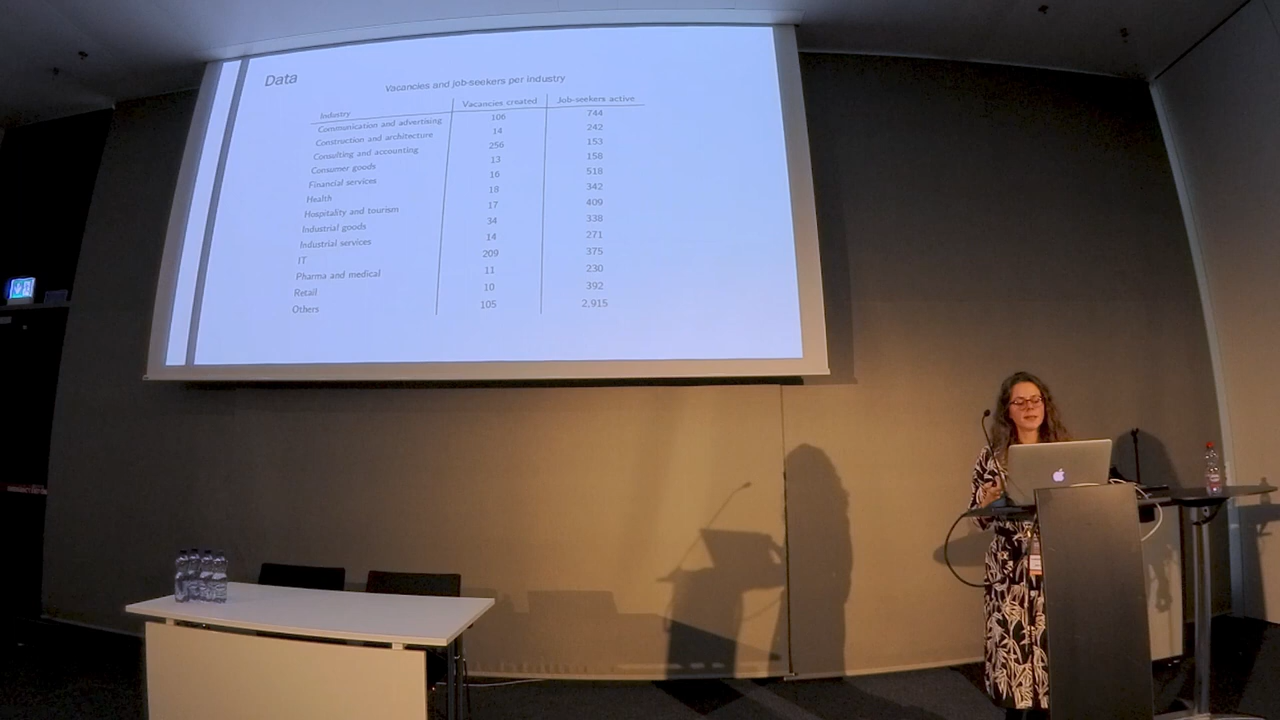 Data
Vacancies and job-seekers per industry
Industry Vacancies created Job-seekers active
Communication and advertising 106 744
Construction and architecture 14 242
Consulting and accounting 256 153
Consumer goods 13 158
Financial services 16 518
Health 18 342
Hospitality and tourism 17 409
Industrial goods 34 338
Industrial services 14 271
IT 209 375
Pharma and medical 11 230
Retail 10 392
Others 105 2,915